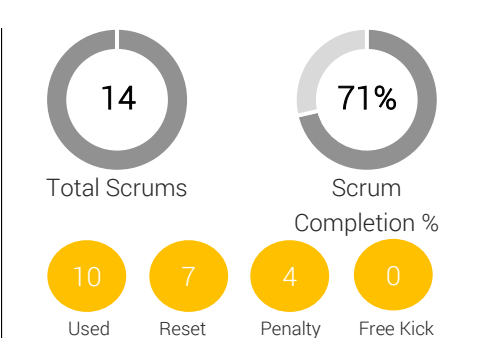 14
71%
Total Scrums
Scrum
Completion %
10
7
4
0
Used
Reset
Penalty
Free Kick